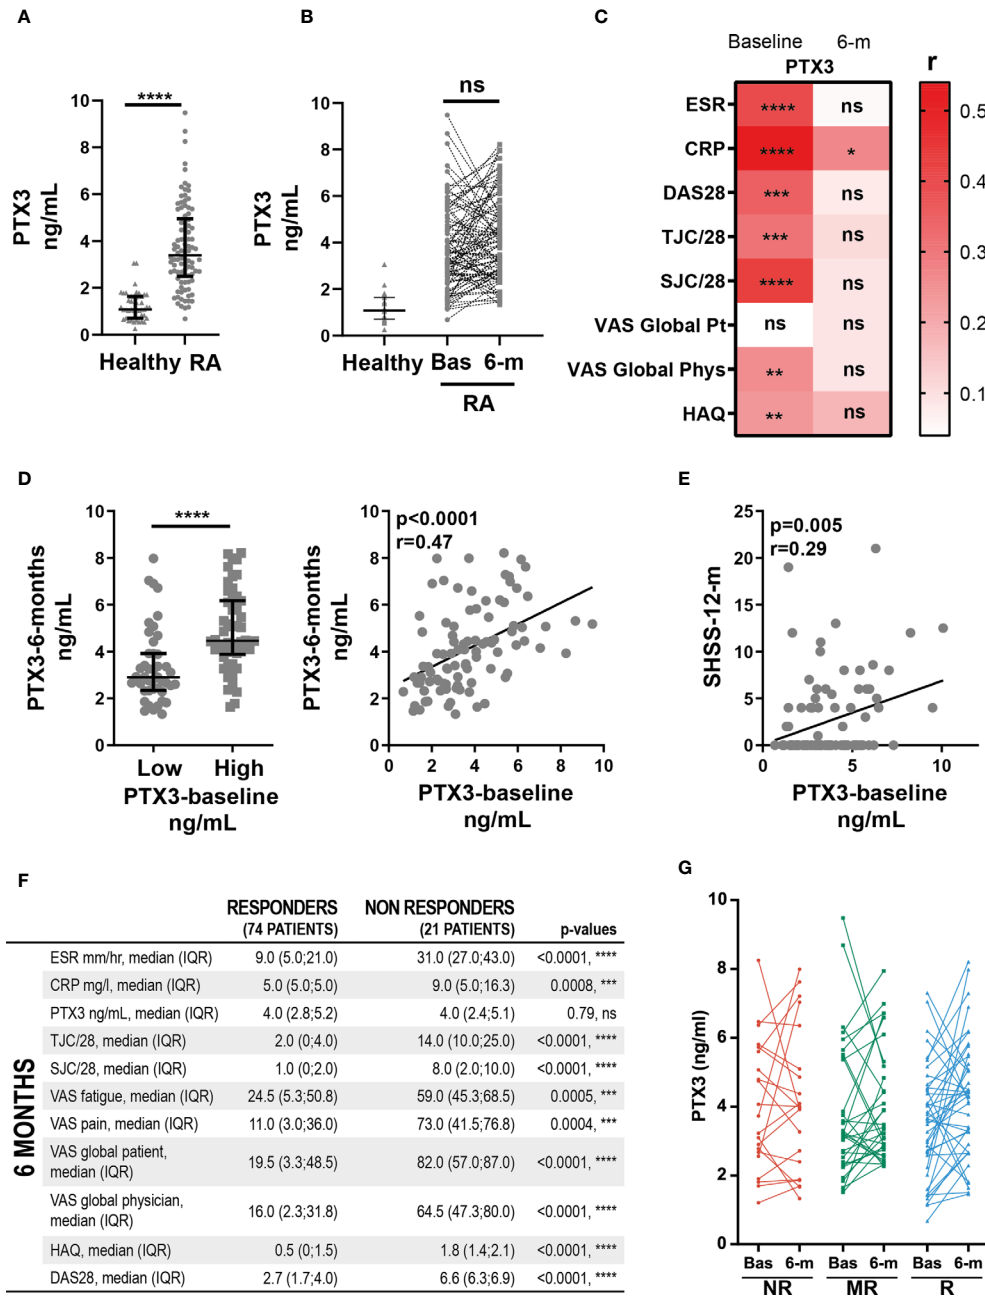 A
****
PTX3
ng/mL
10
8
6
4
2
0
Healthy RA
B
ns
PTX3
ng/mL
10
8
6
4
2
0
Healthy
Bas 6-m
RA
C
Baseline 6-m
PTX3
r
ESR **** ns
CRP **** *
DAS28 *** ns
TJC/28 *** ns
SJC/28 **** ns
VAS Global Pt ns ns
VAS Global Phys ** ns
HAQ ** ns
0.5
0.4
0.3
0.2
0.1
D
****
PTX3-6-months
ng/mL
10
8
6
4
2
0
Low High
PTX3-baseline
ng/mL
p<0.0001
r=0.47
PTX3-6-months
ng/mL
10
8
6
4
2
0
0 2 4 6 8 10
PTX3-baseline
ng/mL
E
p=0.005
r=0.29
SHSS-12-m
25
20
15
10
5
0
0 5 10
PTX3-baseline
ng/mL
F
RESPONDERS NON RESPONDERS
(74 PATIENTS) (21 PATIENTS) p-values
6 MONTHS
ESR mm/hr, median (IQR) 9.0 (5.0;21.0) 31.0 (27.0;43.0) <0.0001, ****
CRP mg/l, median (IQR) 5.0 (5.0;5.0) 9.0 (5.0;16.3) 0.0008, ***
PTX3 ng/mL, median (IQR) 4.0 (2.8;5.2) 4.0 (2.4;5.1) 0.79, ns
TJC/28, median (IQR) 2.0 (0;4.0) 14.0 (10.0;25.0) <0.0001, ****
SJC/28, median (IQR) 1.0 (0;2.0) 8.0 (2.0;10.0) <0.0001, ****
VAS fatigue, median (IQR) 24.5 (5.3;50.8) 59.0 (45.3;68.5) 0.0005, ***
VAS pain, median (IQR) 11.0 (3.0;36.0) 73.0 (41.5;76.8) 0.0004, ***
VAS global patient,
median (IQR) 19.5 (3.3;48.5) 82.0 (57.0;87.0) <0.0001, ****
VAS global physician,
median (IQR) 16.0 (2.3;31.8) 64.5 (47.3;80.0) <0.0001, ****
HAQ, median (IQR) 0.5 (0;1.5) 1.8 (1.4;2.1) <0.0001, ****
DAS28, median (IQR) 2.7 (1.7;4.0) 6.6 (6.3;6.9) <0.0001, ****
G
PTX3 (ng/ml)
10
8
6
4
2
0
Bas 6-m Bas 6-m Bas 6-m
NR MR R